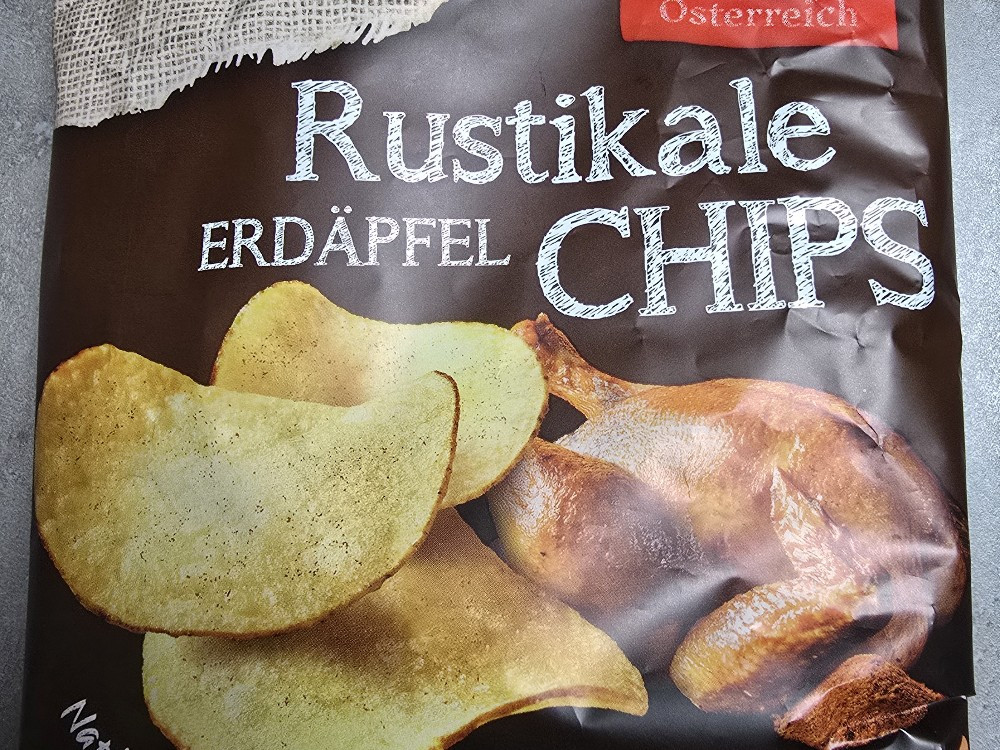 Österreich
Rustikale
ERDÄPFEL CHIPS